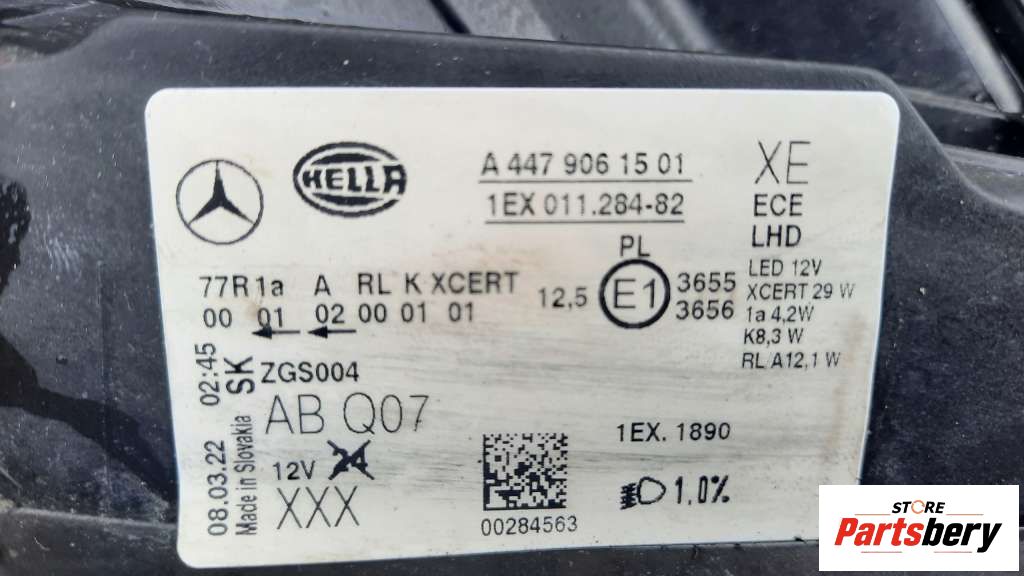 HELLA
A 447 906 15 01
1EX 011.284-82
XE
ECE
LHD
LED 12V
XCERT 29 W
1a 4,2W
K8,3 W
RL A12,1 W
PL
77R 1a A RL K XCERT
00 01 02 00 01 01
12,5 E1 3655
3656
08.03.22 02:45
Made in Slovakia SK
ZGS004
AB Q07
12V 24
XXX
00284563
1EX. 1890
1.0%
STORE
Partsbery